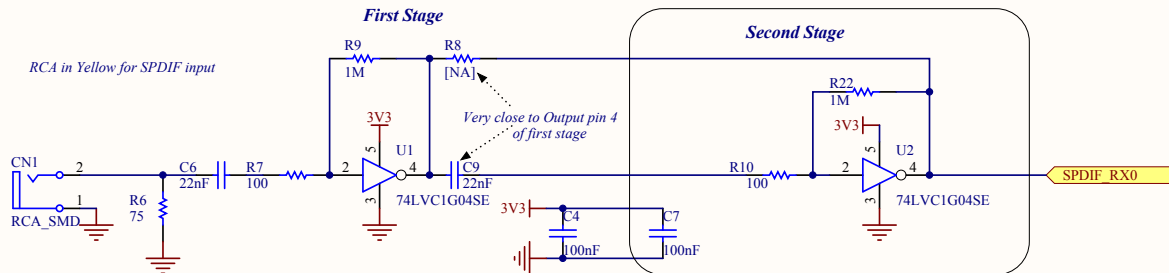 First Stage
Second Stage
RCA in Yellow for SPDIF input
R9
1M
R8
[NA]
Very close to Output pin 4
of first stage
R22
1M
3V3
3V3
CN1
2
1
RCA_SMD
R6
75
C6
22nF
R7
100
2
5
3
4
U1
74LVC1G04SE
C9
22nF
R10
100
2
5
3
4
U2
74LVC1G04SE
SPDIF_RX0
3V3
C4
100nF
C7
100nF